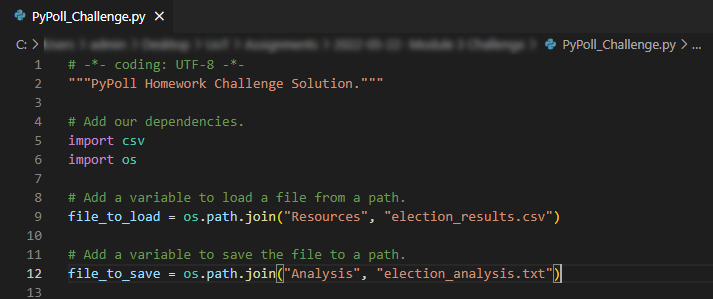 PyPoll_Challenge.py
C: > PyPoll_Challenge.py > ...
1 # -*- coding: UTF-8 -*-
2 """PyPoll Homework Challenge Solution."""
3
4 # Add our dependencies.
5 import csv
6 import os
7
8 # Add a variable to load a file from a path.
9 file_to_load = os.path.join("Resources", "election_results.csv")
10
11 # Add a variable to save the file to a path.
12 file_to_save = os.path.join("Analysis", "election_analysis.txt")
13